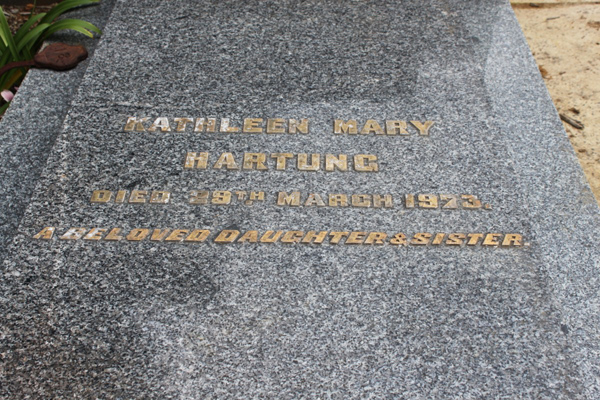 KATHLEEN MARY
HARTUNG
DIED 29TH MARCH 1973.
A BELOVED DAUGHTER & SISTER.